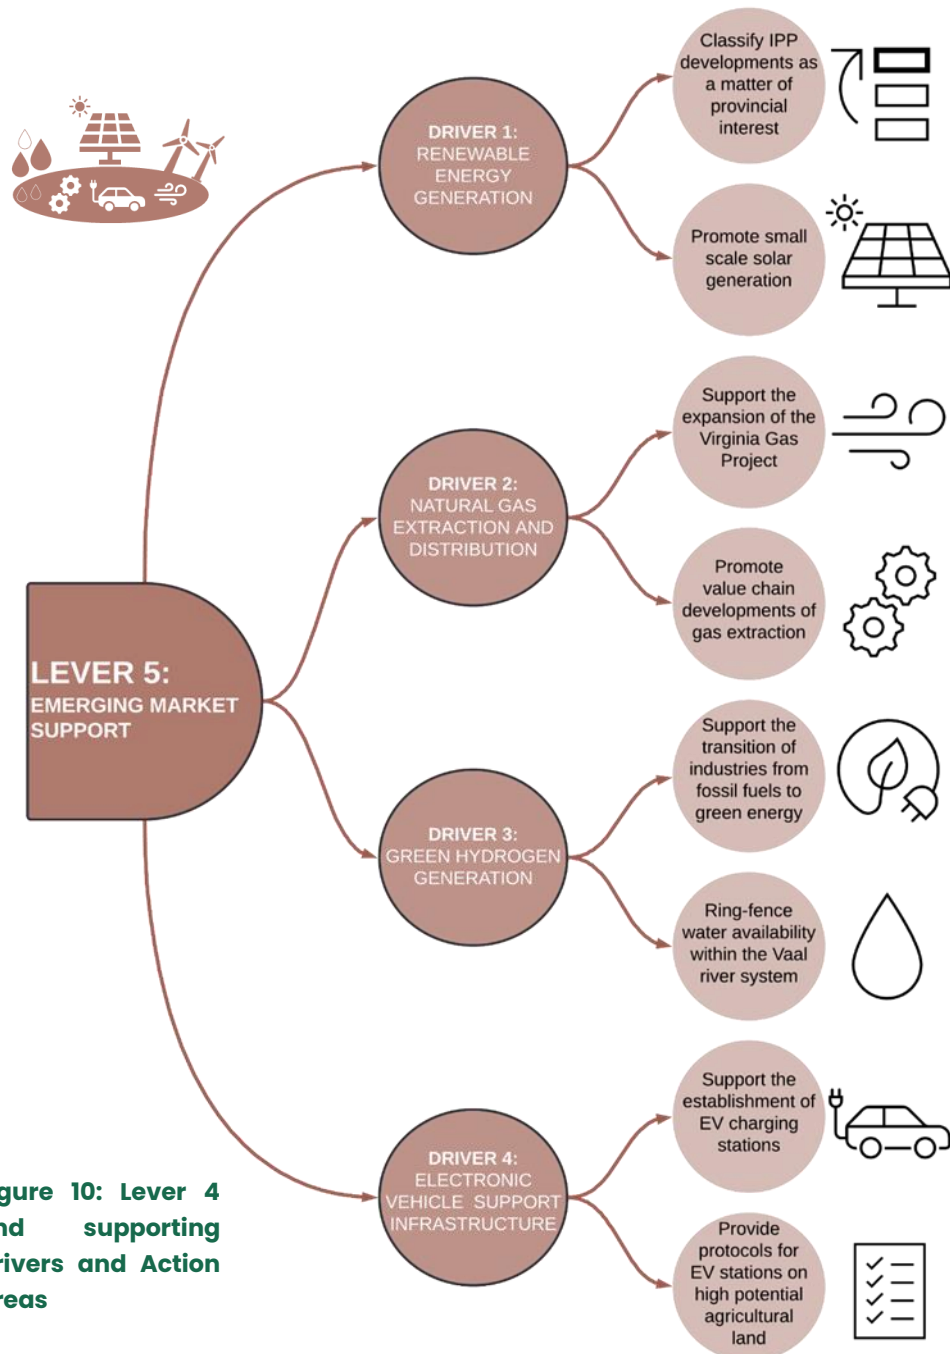 Classify IPP
developments as
a matter of
provincial
interest
DRIVER 1:
RENEWABLE
ENERGY
GENERATION
Promote small
scale solar
generation
Support the
expansion of the
Virginia Gas
Project
DRIVER 2:
NATURAL GAS
EXTRACTION AND
DISTRIBUTION
Promote
value chain
developments of
gas extraction
LEVER 5:
EMERGING MARKET
SUPPORT
Support the
transition of
industries from
fossil fuels to
green energy
DRIVER 3:
GREEN HYDROGEN
GENERATION
Ring-fence
water availability
within the Vaal
river system
Support the
establishment of
EV charging
stations
DRIVER 4:
ELECTRONIC
VEHICLE SUPPORT
INFRASTRUCTURE
Provide
protocols for
EV stations on
high potential
agricultural
land
igure 10: Lever 4
nd supporting
rivers and Action
reas